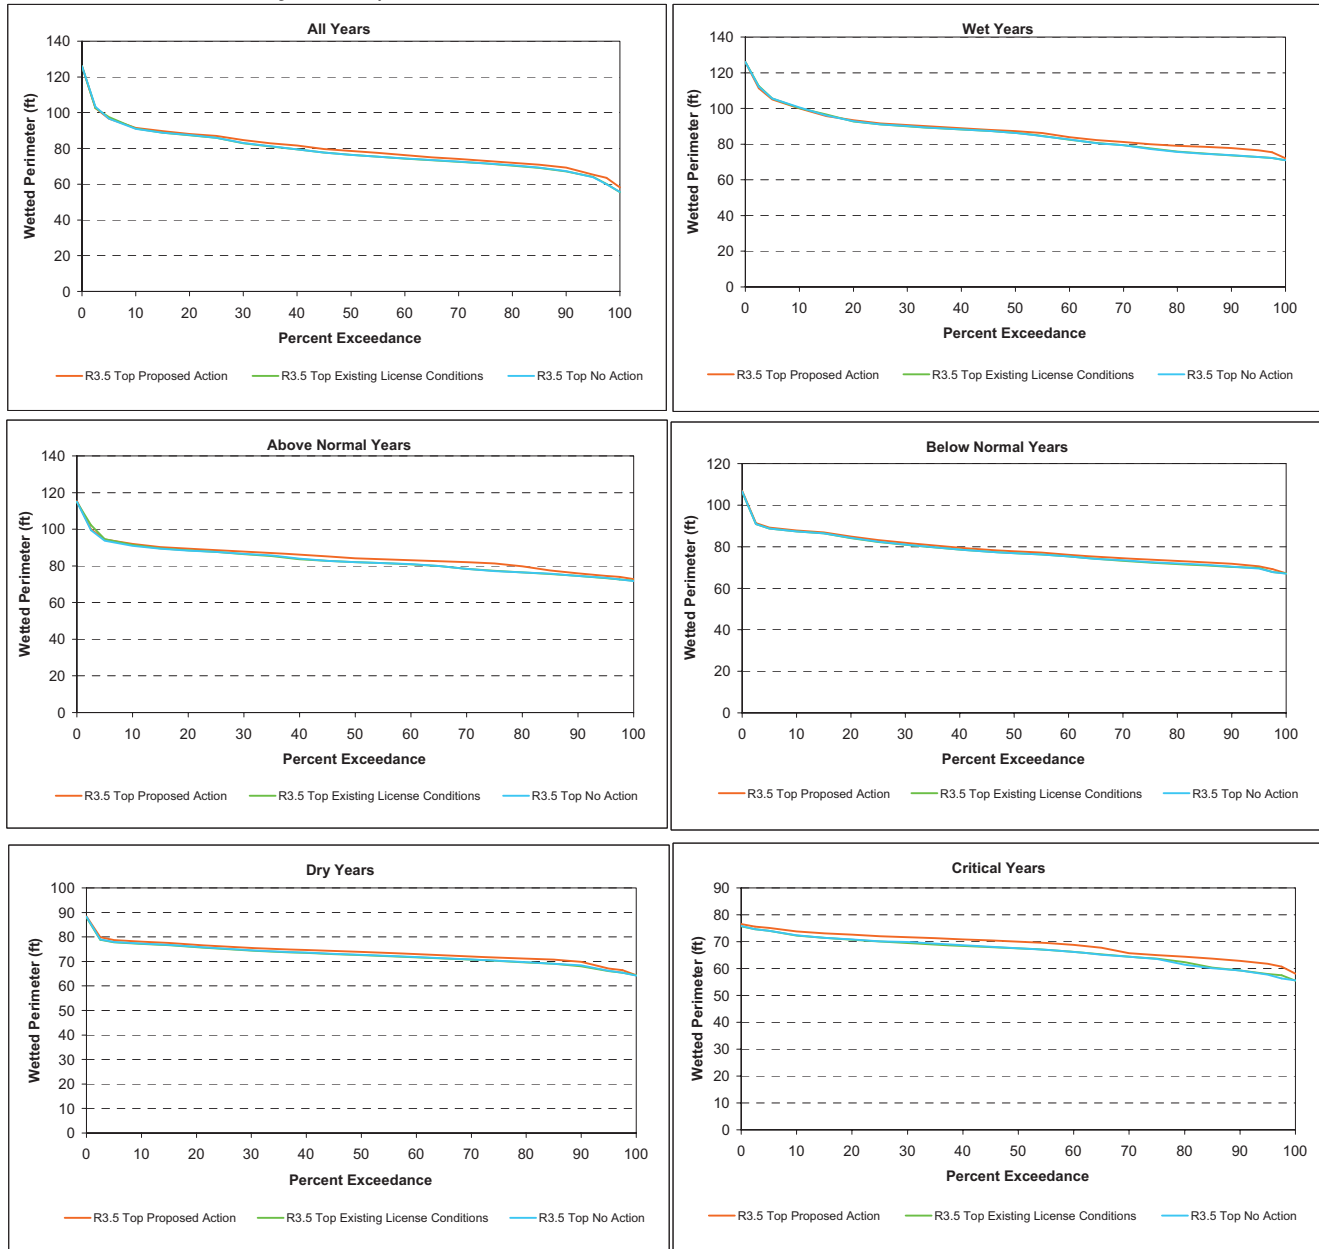 All Years
Wetted Perimeter (ft)
140
120
100
80
60
40
20
0
0 10 20 30 40 50 60 70 80 90 100
Percent Exceedance
R3.5 Top Proposed Action R3.5 Top Existing License Conditions R3.5 Top No Action
Wet Years
Wetted Perimeter (ft)
140
120
100
80
60
40
20
0
0 10 20 30 40 50 60 70 80 90 100
Percent Exceedance
R3.5 Top Proposed Action R3.5 Top Existing License Conditions R3.5 Top No Action
Above Normal Years
Wetted Perimeter (ft)
140
120
100
80
60
40
20
0
0 10 20 30 40 50 60 70 80 90 100
Percent Exceedance
R3.5 Top Proposed Action R3.5 Top Existing License Conditions R3.5 Top No Action
Below Normal Years
Wetted Perimeter (ft)
120
100
80
60
40
20
0
0 10 20 30 40 50 60 70 80 90 100
Percent Exceedance
R3.5 Top Proposed Action R3.5 Top Existing License Conditions R3.5 Top No Action
Dry Years
Wetted Perimeter (ft)
100
90
80
70
60
50
40
30
20
10
0
0 10 20 30 40 50 60 70 80 90 100
Percent Exceedance
R3.5 Top Proposed Action R3.5 Top Existing License Conditions R3.5 Top No Action
Critical Years
Wetted Perimeter (ft)
90
80
70
60
50
40
30
20
10
0
0 10 20 30 40 50 60 70 80 90 100
Percent Exceedance
R3.5 Top Proposed Action R3.5 Top Existing License Conditions R3.5 Top No Action